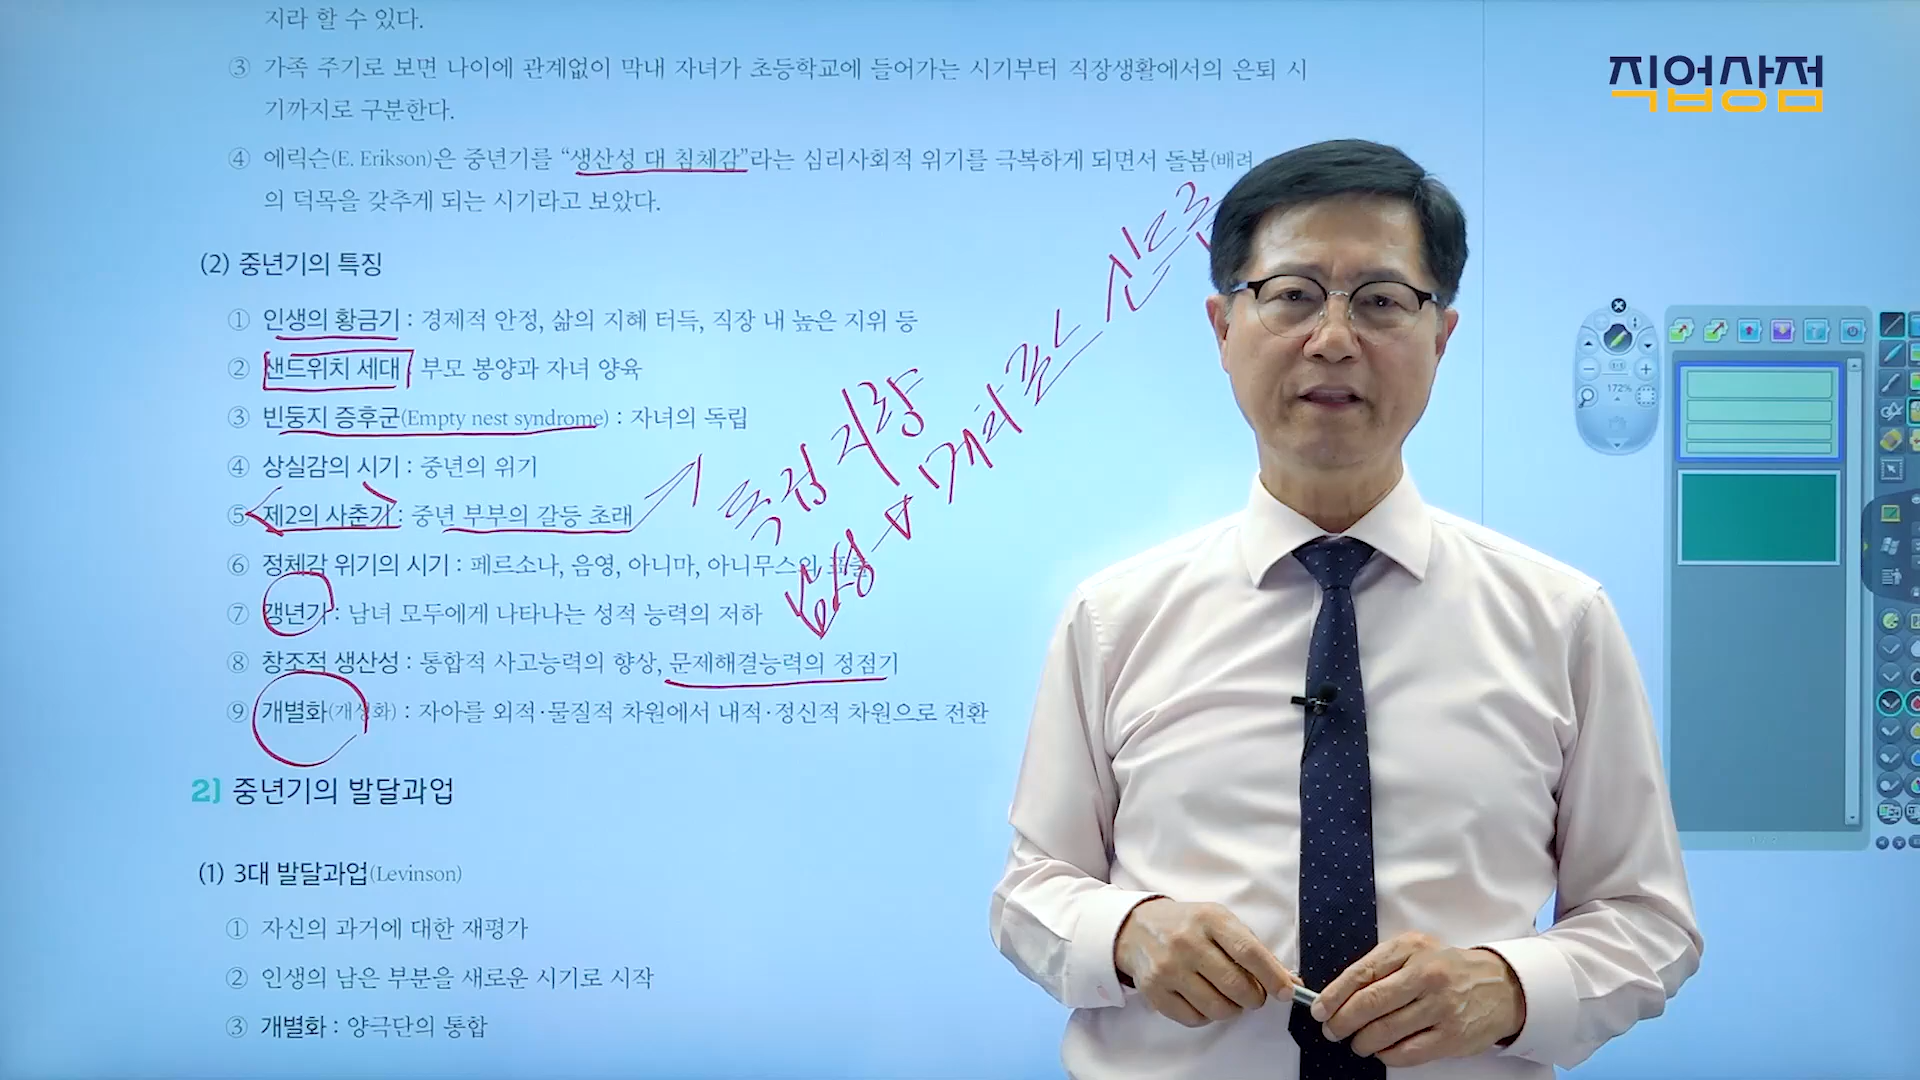 지라 할 수 있다.
직업상점
③ 가족 주기로 보면 나이에 관계없이 막내 자녀가 초등학교에 들어가는 시기부터 직장생활에서의 은퇴 시
기까지로 구분한다.
④ 에릭슨(E. Erikson)은 중년기를 “생산성 대 침체감”라는 심리사회적 위기를 극복하게 되면서 돌봄(배려
의 덕목을 갖추게 되는 시기라고 보았다.
(2) 중년기의 특징
① 인생의 황금기 : 경제적 안정, 삶의 지혜 터득, 직장 내 높은 지위 등
② 샌드위치 세대 : 부모 봉양과 자녀 양육
③ 빈둥지 증후군(Empty nest syndrome) : 자녀의 독립
④ 상실감의 시기 : 중년의 위기
⑤ 제2의 사춘기 : 중년 부부의 갈등 초래
⑥ 정체감 위기의 시기 : 페르소나, 음영, 아니마, 아니무스의 표출
⑦ 갱년기 : 남녀 모두에게 나타나는 성적 능력의 저하
⑧ 창조적 생산성 : 통합적 사고능력의 향상, 문제해결능력의 정점기
⑨ 개별화(개성화) : 자아를 외적·물질적 차원에서 내적·정신적 차원으로 전환
2) 중년기의 발달과업
(1) 3대 발달과업(Levinson)
① 자신의 과거에 대한 재평가
② 인생의 남은 부분을 새로운 시기로 시작
③ 개별화 : 양극단의 통합
신드롬
남성
172%